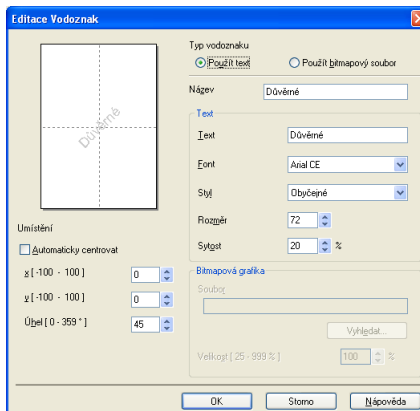 Editace Vodoznak
Důvěrné
Typ vodoznaku
Použít text
Použít bitmapový soubor
Název
Důvěrné
Text
Text
Důvěrné
Font
Arial CE
Styl
Obyčejné
Rozměr
72
Sytost
20 %
Umístění
Automaticky centrovat
x [ -100 - 100 ]
0
y [ -100 - 100 ]
0
Úhel [ 0 - 359 ° ]
45
Bitmapová grafika
Soubor
Vyhledat...
Velikost [ 25 - 999 % ]
100 %
OK
Storno
Nápověda